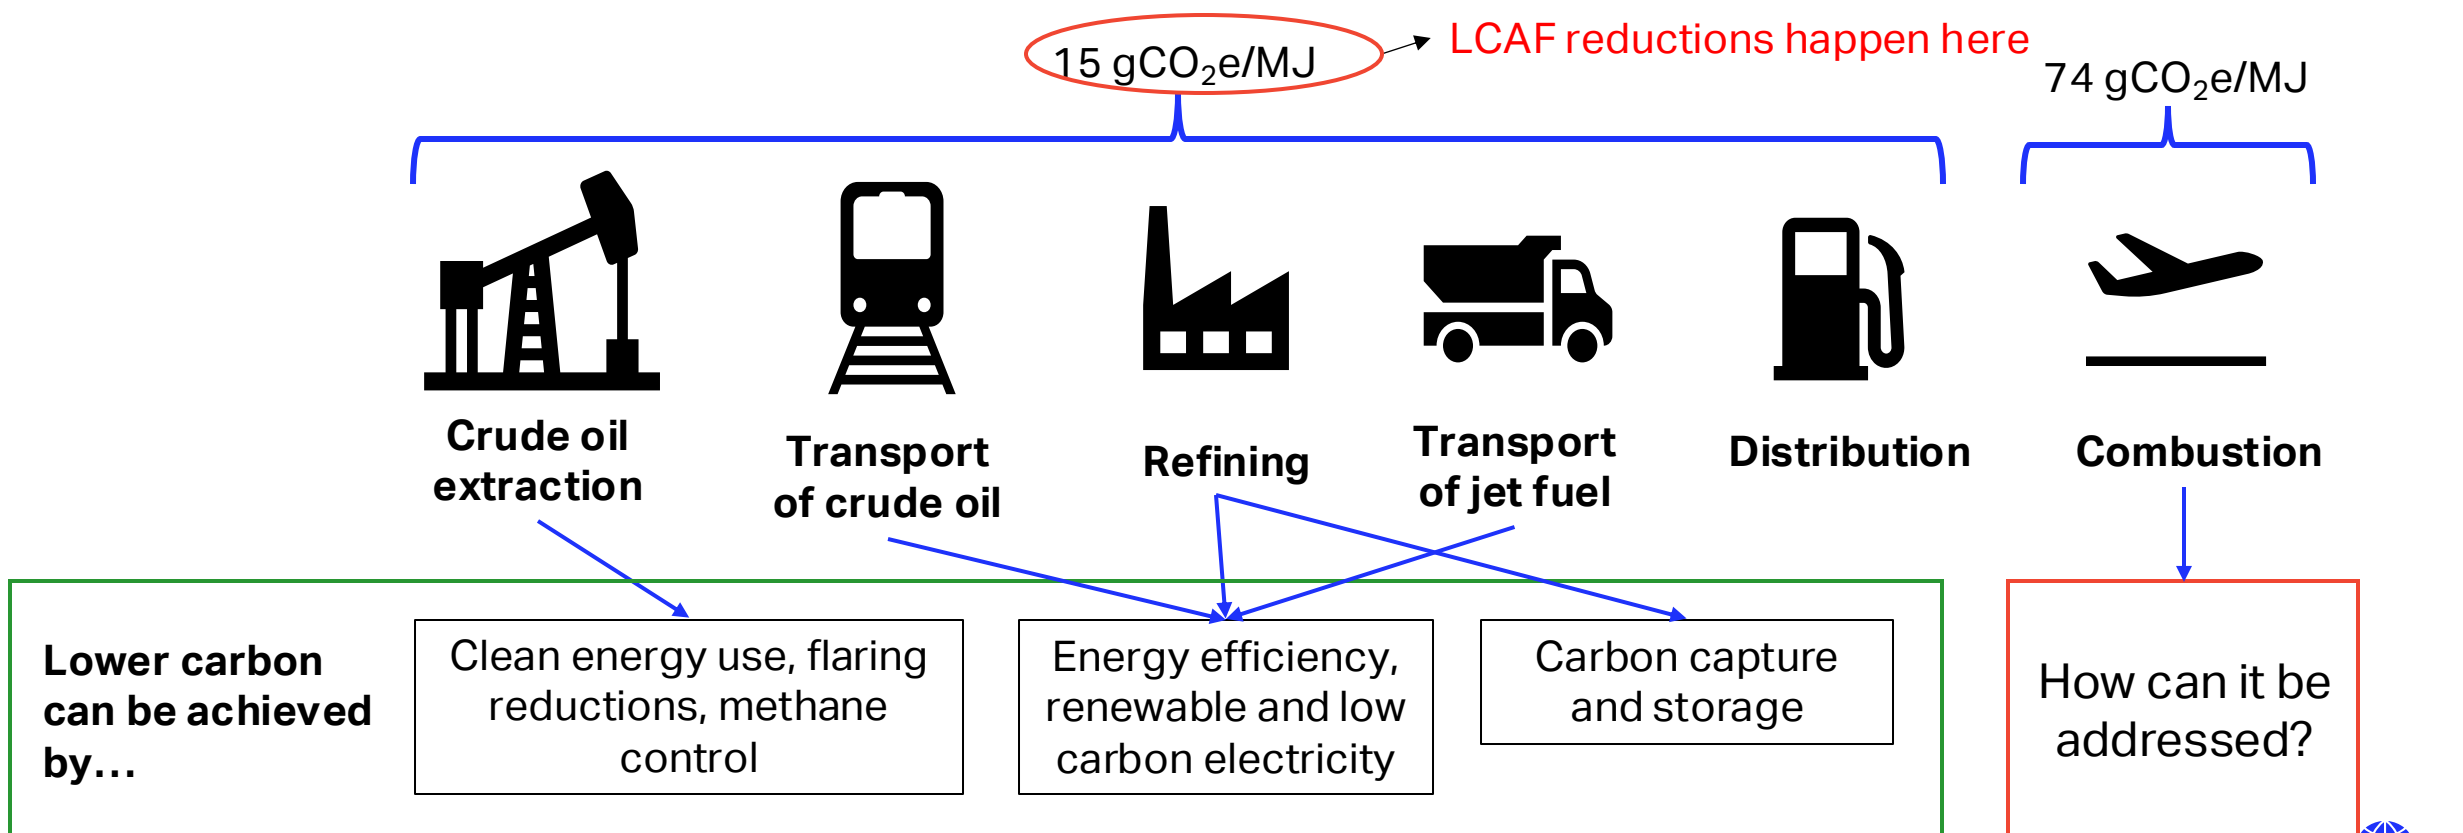 15 gCO₂e/MJ
LCAF reductions happen here
74 gCO₂e/MJ
Crude oil
extraction
Transport
of crude oil
Refining
Transport
of jet fuel
Distribution
Combustion
Lower carbon
can be achieved
by...
Clean energy use, flaring
reductions, methane
control
Energy efficiency,
renewable and low
carbon electricity
Carbon capture
and storage
How can it be
addressed?